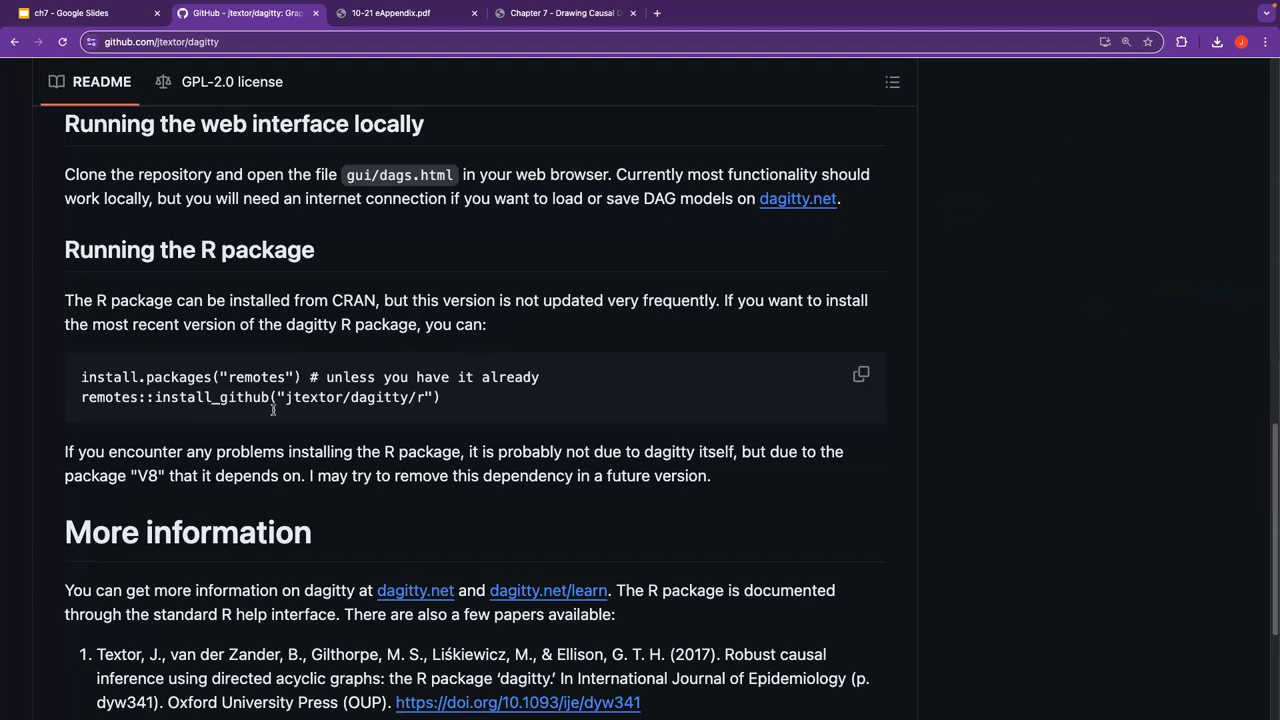 ch7 - Google Slides
GitHub - jtextor/dagitty: Grap
10-21 eAppendix.pdf
Chapter 7 - Drawing Causal D
github.com/jtextor/dagitty
J
README
GPL-2.0 license
Running the web interface locally
Clone the repository and open the file gui/dags.html in your web browser. Currently most functionality should
work locally, but you will need an internet connection if you want to load or save DAG models on dagitty.net.
Running the R package
The R package can be installed from CRAN, but this version is not updated very frequently. If you want to install
the most recent version of the dagitty R package, you can:
install.packages("remotes") # unless you have it already
remotes::install_github("jtextor/dagitty/r")
If you encounter any problems installing the R package, it is probably not due to dagitty itself, but due to the
package "V8" that it depends on. I may try to remove this dependency in a future version.
More information
You can get more information on dagitty at dagitty.net and dagitty.net/learn. The R package is documented
through the standard R help interface. There are also a few papers available:
1. Textor, J., van der Zander, B., Gilthorpe, M. S., Liśkiewicz, M., & Ellison, G. T. H. (2017). Robust causal
inference using directed acyclic graphs: the R package ‘dagitty.’ In International Journal of Epidemiology (p.
dyw341). Oxford University Press (OUP). https://doi.org/10.1093/ije/dyw341